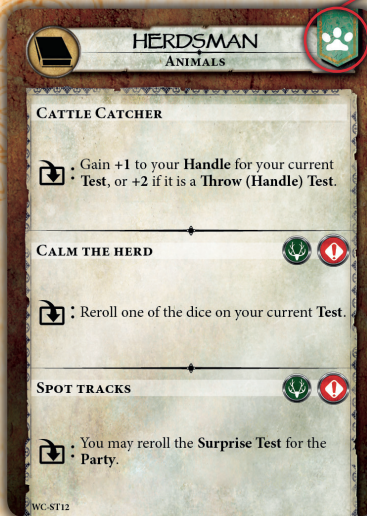 HERDSMAN
ANIMALS
CATTLE CATCHER
: Gain +1 to your Handle for your current
Test, or +2 if it is a Throw (Handle) Test.
CALM THE HERD
: Reroll one of the dice on your current Test.
SPOT TRACKS
: You may reroll the Surprise Test for the
Party.
WC-ST12